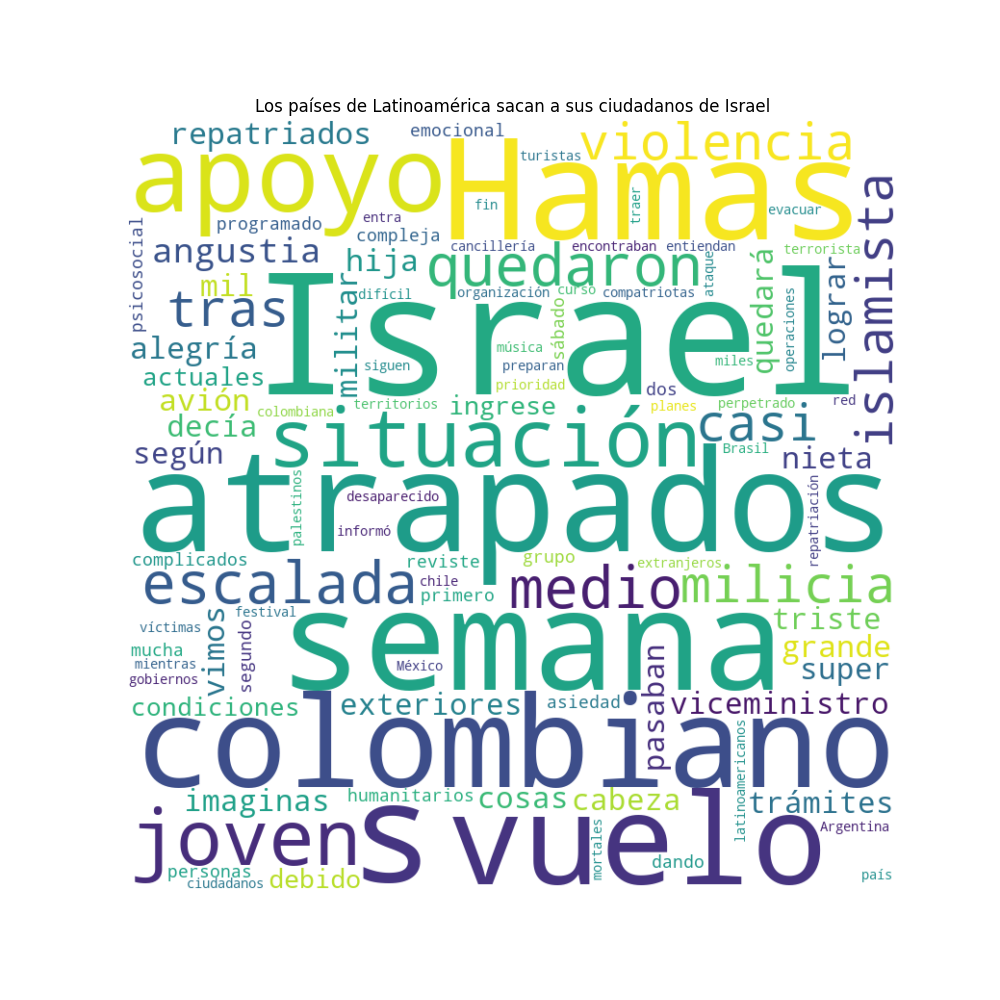 Los países de Latinoamérica sacan a sus ciudadanos de Israel
repatriados
emocional
violencia
turistas
apoyo
Hamas
traer
fin
evacuar
islamista
psicosocial
programado
entra
compleja
cancillería
encontraban
entiendan
terrorista
angustia
hija
quedaron
ataque
quedará
lograr
mil
tras
militar
difícil
organización
curso
compatriotas
operaciones
Israel
sábado
alegría
siguen
música
preparan
miles
actuales
prioridad
avión
colombiana
territorios
ingrese
dos
planes
perpetrado
red
decía
situación
casi
según
Brasil
nieta
atrapados
palestinos
desaparecido
informó
repatriación
complicados
reviste
grupo
extranjeros
escalada
chile
primero
medio
milicia
víctimas
vimos
festival
semana
triste
mucha
segundo
grande
mientras
México
super
gobiernos
pasaban
condiciones
exteriores
asiedad
viceministro
colombiano
latinoamericanos
imaginas
humanitarios
cosas
cabeza
trámites
joven
s
vuelo
mortales
Argentina
personas
dando
ciudadanos
debido
país